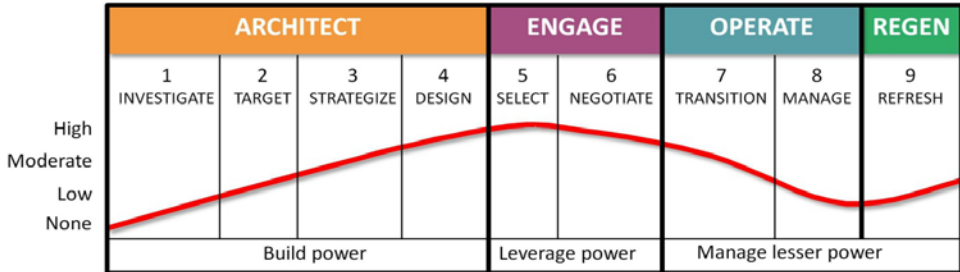 ARCHITECT ENGAGE OPERATE REGEN
1 2 3 4 5 6 7 8 9
INVESTIGATE TARGET STRATEGIZE DESIGN SELECT NEGOTIATE TRANSITION MANAGE REFRESH
High
Moderate
Low
None
Build power Leverage power Manage lesser power